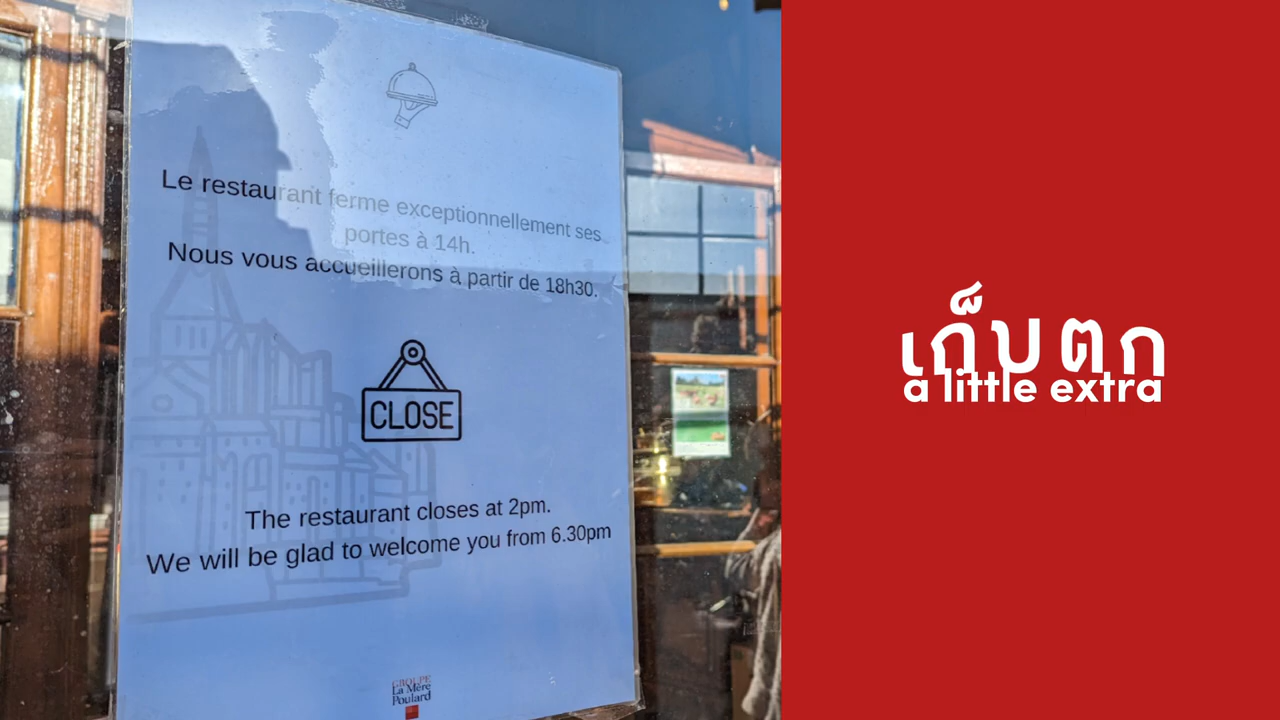 Le restaurant ferme exceptionnellement ses
portes à 14h.
Nous vous accueillerons à partir de 18h30.
CLOSE
The restaurant closes at 2pm.
We will be glad to welcome you from 6.30pm
GROUPE
La Mère
Poulard
เก็บตก
a little extra